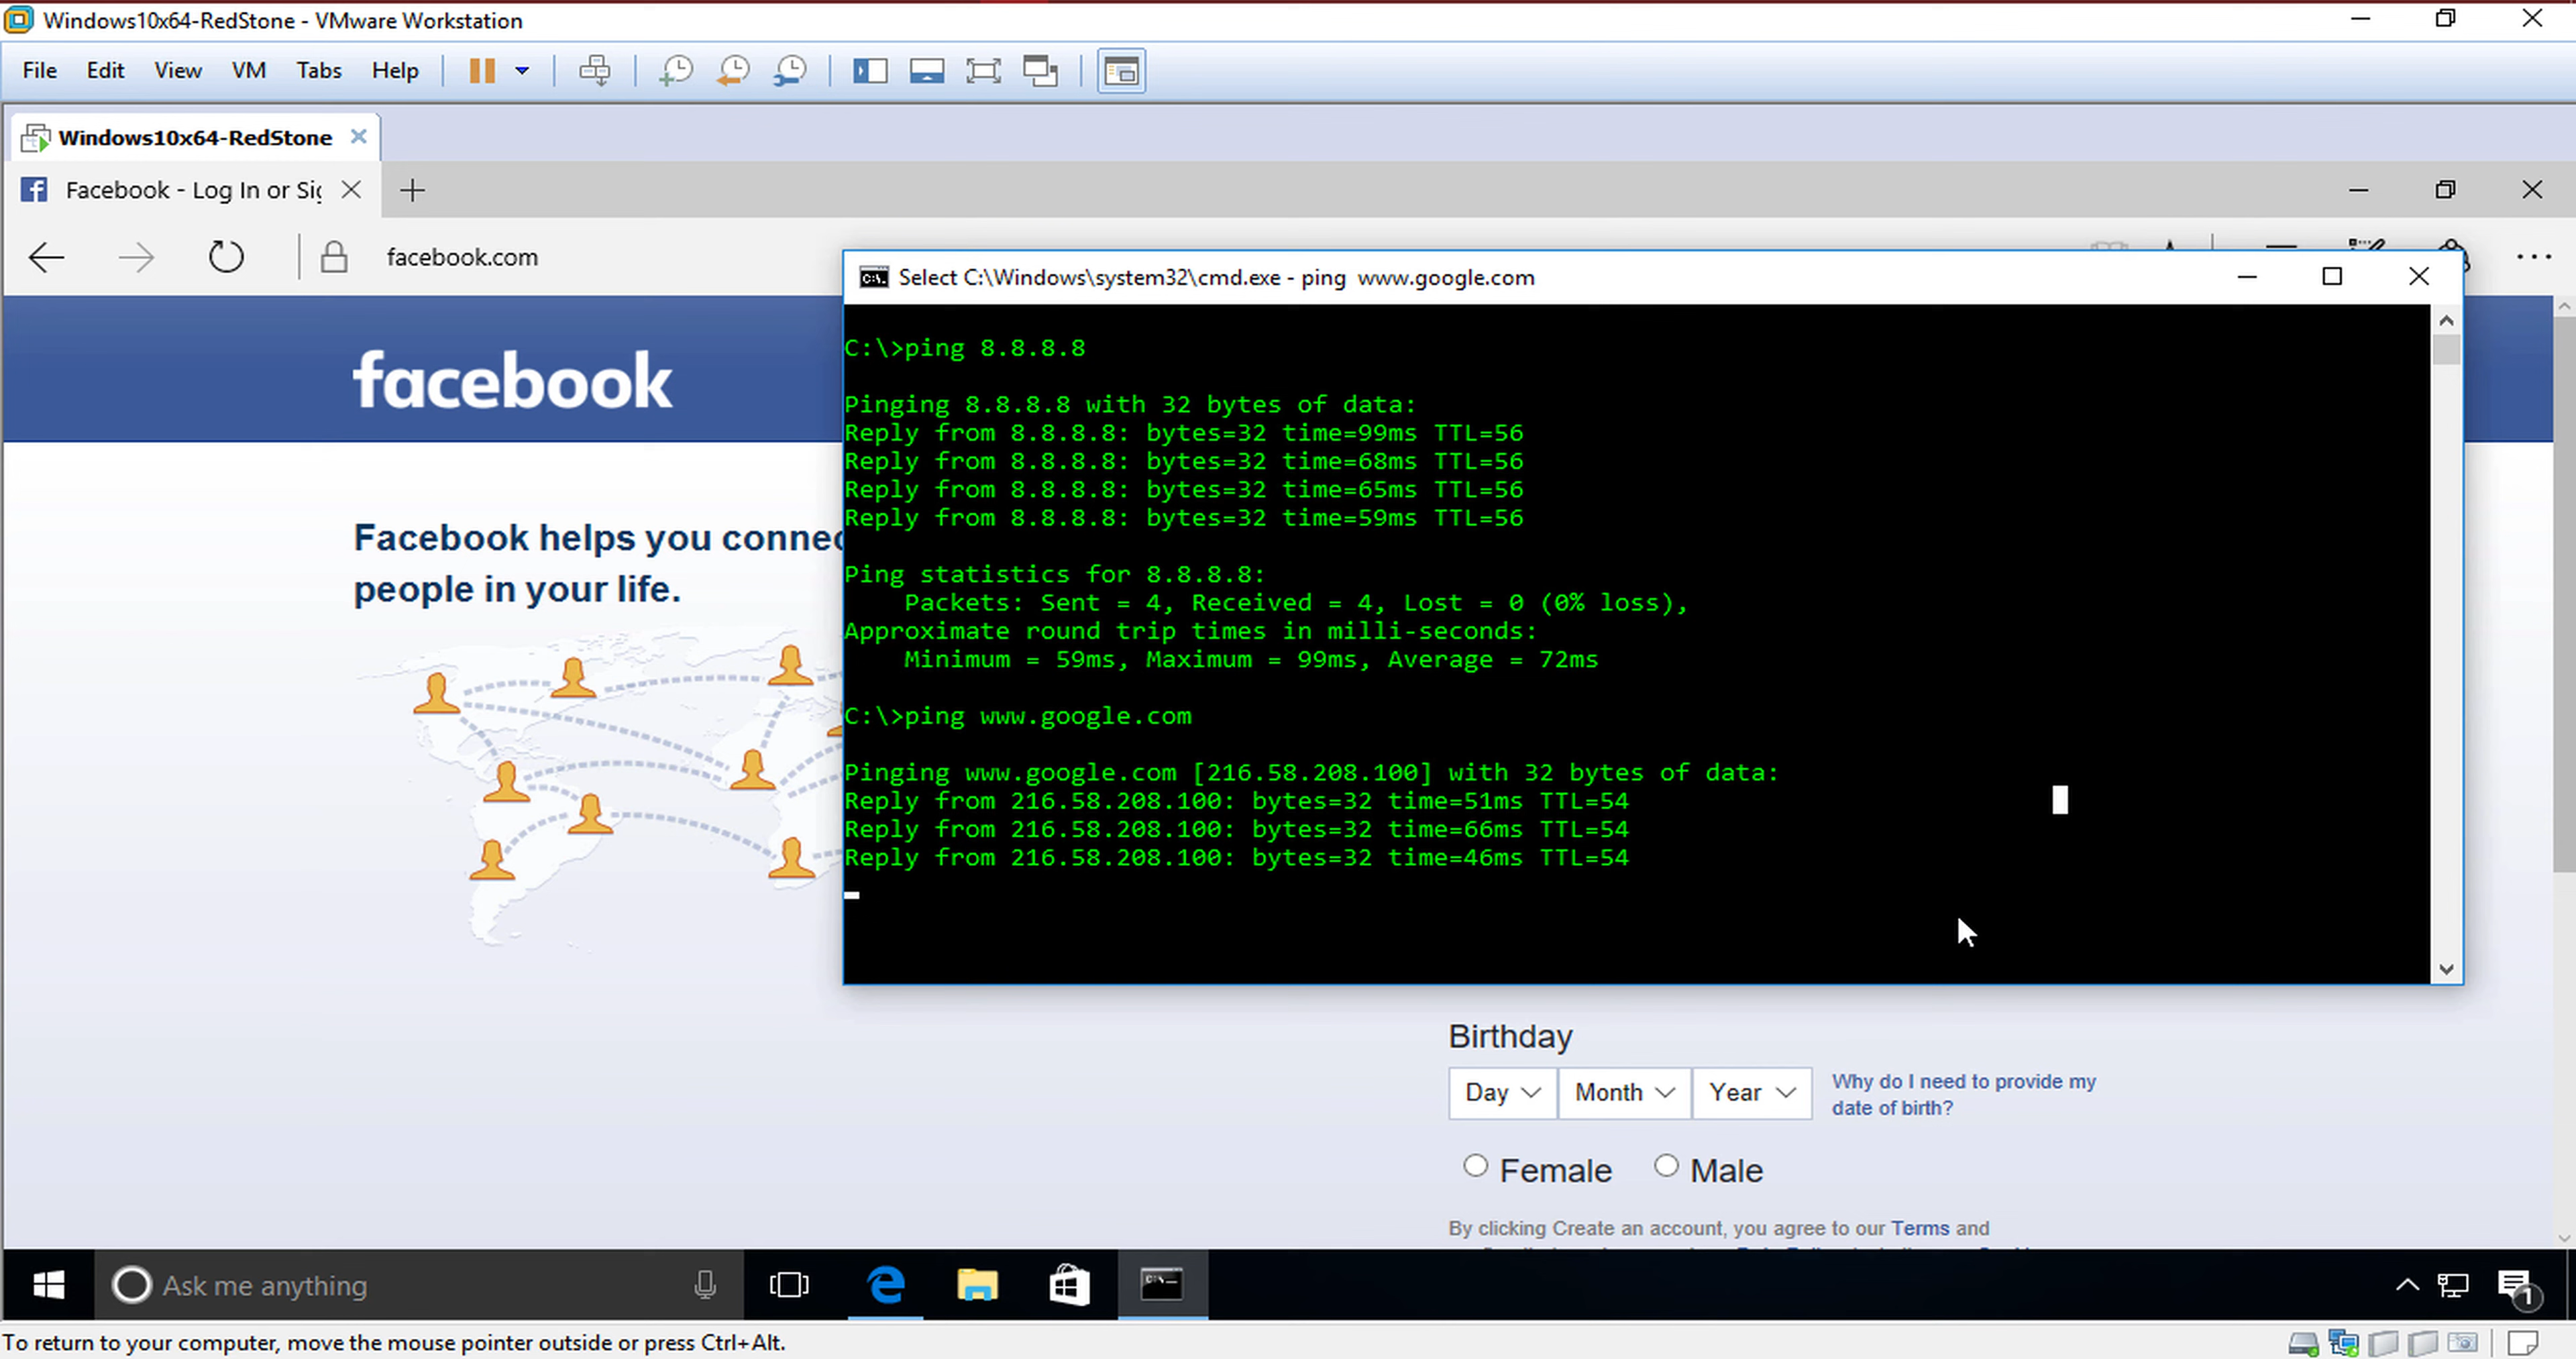 Windows10x64-RedStone - VMware Workstation
File Edit View VM Tabs Help
Windows10x64-RedStone
Facebook - Log In or Si
facebook.com
Select C:\Windows\system32\cmd.exe - ping www.google.com
facebook
Facebook helps you connec
people in your life.
C:\>ping 8.8.8.8
Pinging 8.8.8.8 with 32 bytes of data:
Reply from 8.8.8.8: bytes=32 time=99ms TTL=56
Reply from 8.8.8.8: bytes=32 time=68ms TTL=56
Reply from 8.8.8.8: bytes=32 time=65ms TTL=56
Reply from 8.8.8.8: bytes=32 time=59ms TTL=56
Ping statistics for 8.8.8.8:
Packets: Sent = 4, Received = 4, Lost = 0 (0% loss),
Approximate round trip times in milli-seconds:
Minimum = 59ms, Maximum = 99ms, Average = 72ms
C:\>ping www.google.com
Pinging www.google.com [216.58.208.100] with 32 bytes of data:
Reply from 216.58.208.100: bytes=32 time=51ms TTL=54
Reply from 216.58.208.100: bytes=32 time=66ms TTL=54
Reply from 216.58.208.100: bytes=32 time=46ms TTL=54
Birthday
Day Month Year
Why do I need to provide my
date of birth?
Female Male
By clicking Create an account, you agree to our Terms and
Ask me anything
1
To return to your computer, move the mouse pointer outside or press Ctrl+Alt.